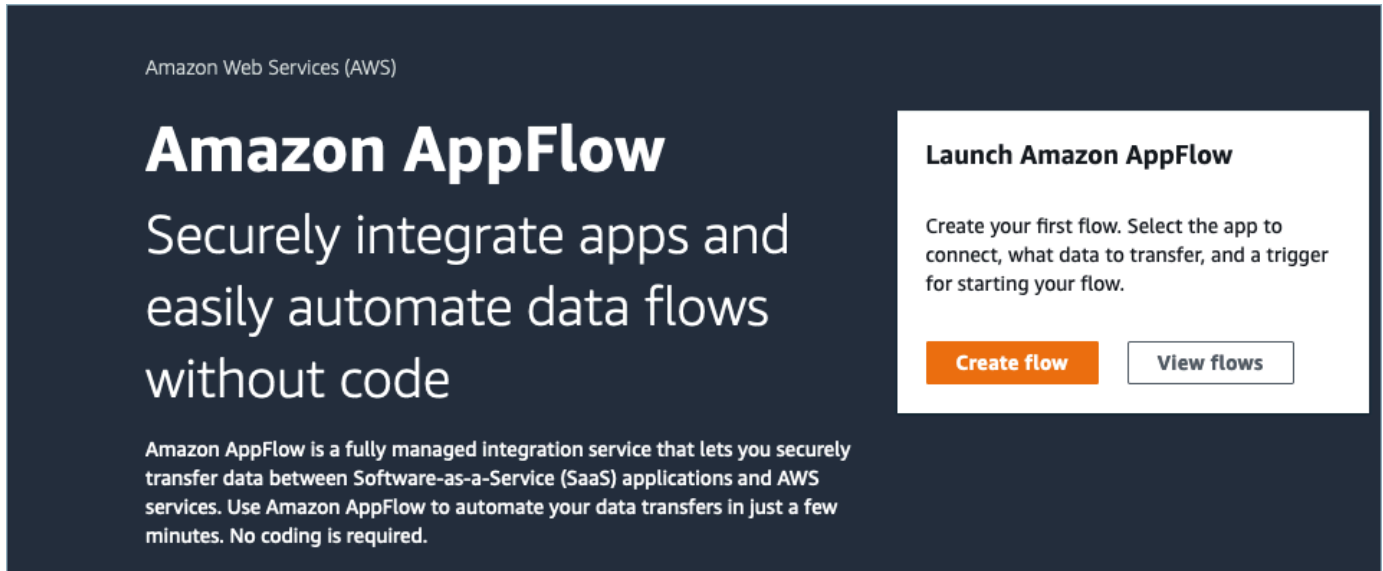 Amazon Web Services (AWS)
Amazon AppFlow
Securely integrate apps and
easily automate data flows
without code
Amazon AppFlow is a fully managed integration service that lets you securely
transfer data between Software-as-a-Service (SaaS) applications and AWS
services. Use Amazon AppFlow to automate your data transfers in just a few
minutes. No coding is required.
Launch Amazon AppFlow
Create your first flow. Select the app to
connect, what data to transfer, and a trigger
for starting your flow.
Create flow
View flows